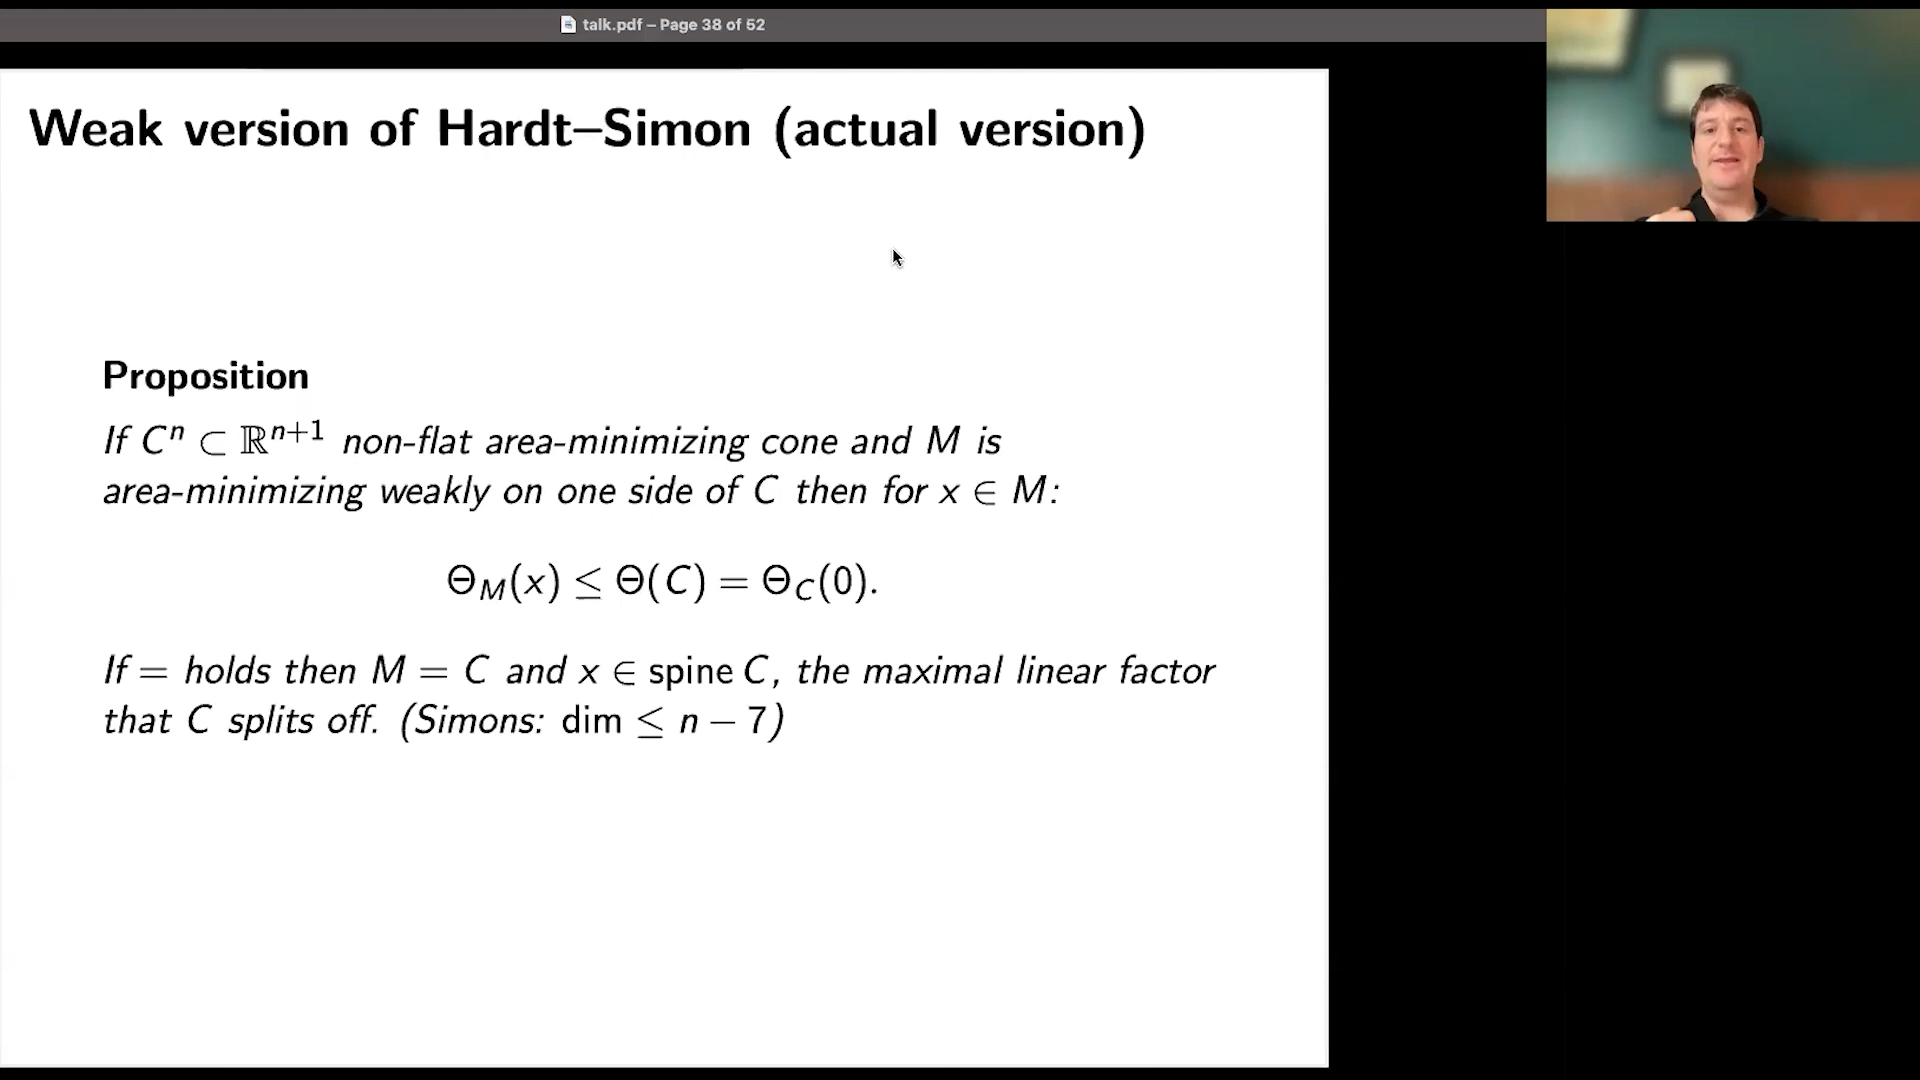 talk.pdf – Page 38 of 52
Weak version of Hardt–Simon (actual version)
Proposition
If Cⁿ ⊂ ℝⁿ⁺¹ non-flat area-minimizing cone and M is
area-minimizing weakly on one side of C then for x ∈ M:
Θ_M(x) ≤ Θ(C) = Θ_C(0).
If = holds then M = C and x ∈ spine C, the maximal linear factor
that C splits off. (Simons: dim ≤ n − 7)